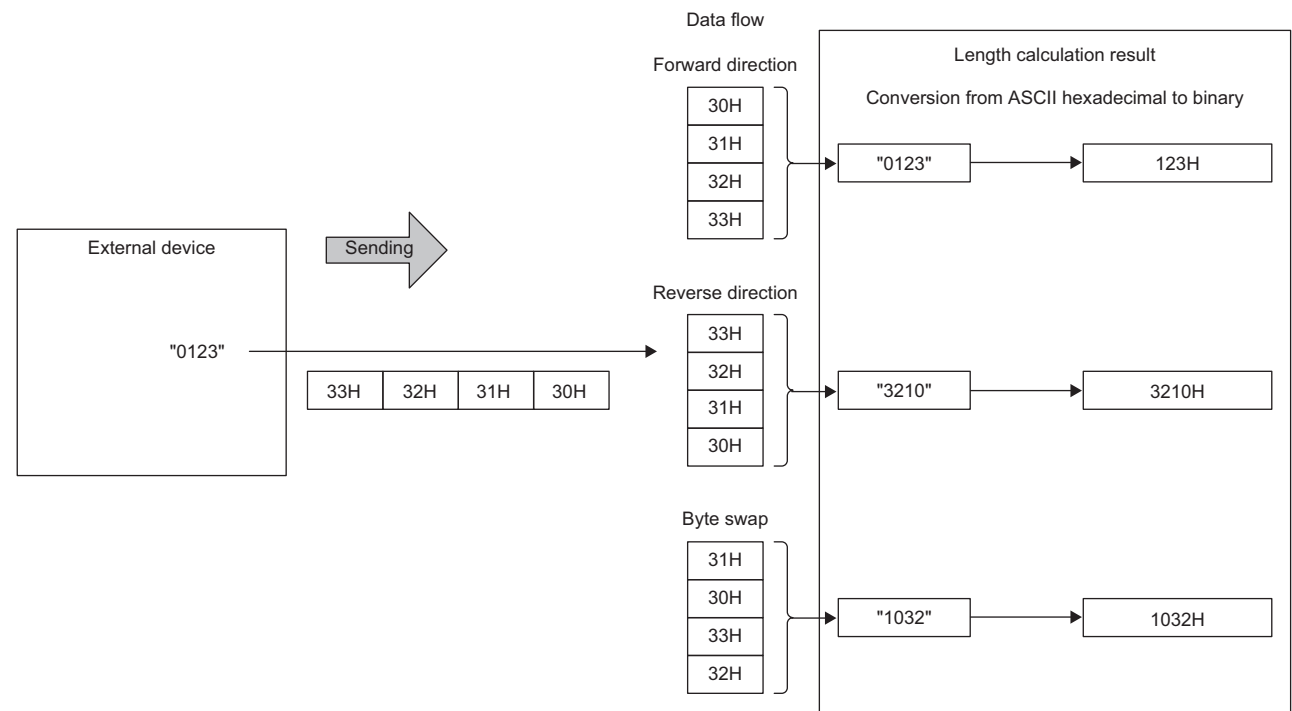 Data flow
Length calculation result
Forward direction
Conversion from ASCII hexadecimal to binary
30H
31H
32H
33H
"0123"
123H
External device
Sending
"0123"
33H 32H 31H 30H
Reverse direction
33H
32H
31H
30H
"3210"
3210H
Byte swap
31H
30H
33H
32H
"1032"
1032H